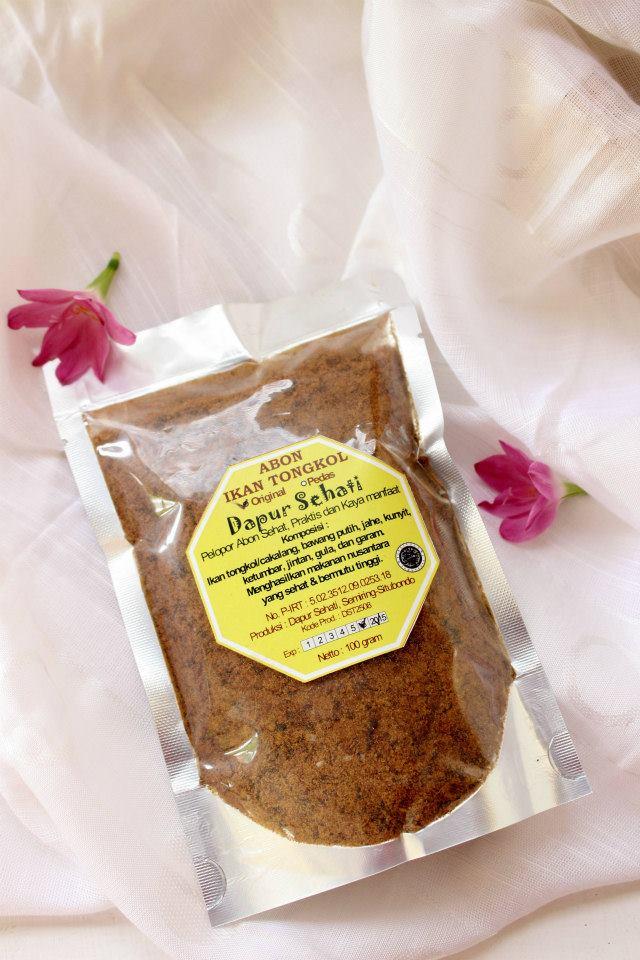 ABON
IKAN TONGKOL
Original Pedas
Dapur Sehati
Pelopor Abon Sehat, Praktis dan Kaya manfaat
Komposisi :
Ikan tongkol/cakalang, bawang putih, jahe, kunyit,
ketumbar, jintan, gula, dan garam.
Menghasilkan makanan nusantara
yang sehat & bermutu tinggi.
No. P-IRT : 5.02.3512.09.0253.18
Produksi : Dapur Sehati, Semiring-Situbondo
Kode Prod. : DST2508
Exp : 1 2 3 4 5 2015
Netto : 100 gram